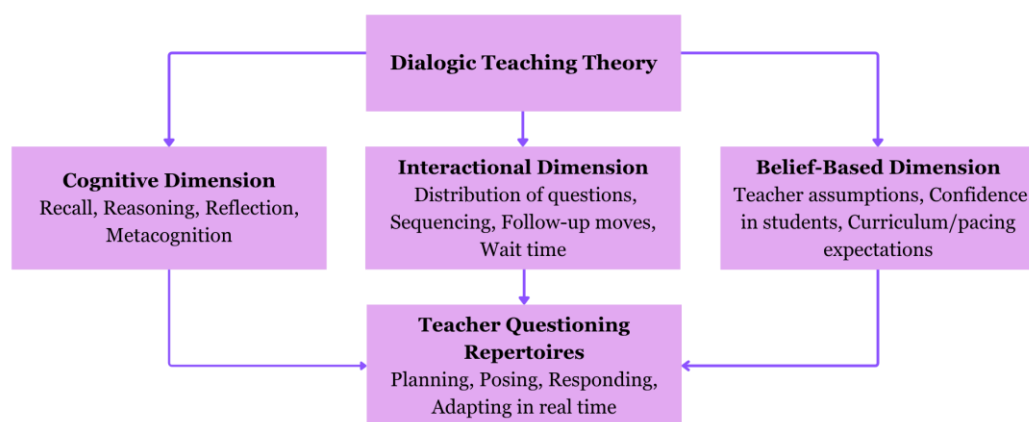 Dialogic Teaching Theory
Cognitive Dimension
Recall, Reasoning, Reflection,
Metacognition
Interactional Dimension
Distribution of questions,
Sequencing, Follow-up moves,
Wait time
Belief-Based Dimension
Teacher assumptions, Confidence
in students, Curriculum/pacing
expectations
Teacher Questioning
Repertoires
Planning, Posing, Responding,
Adapting in real time